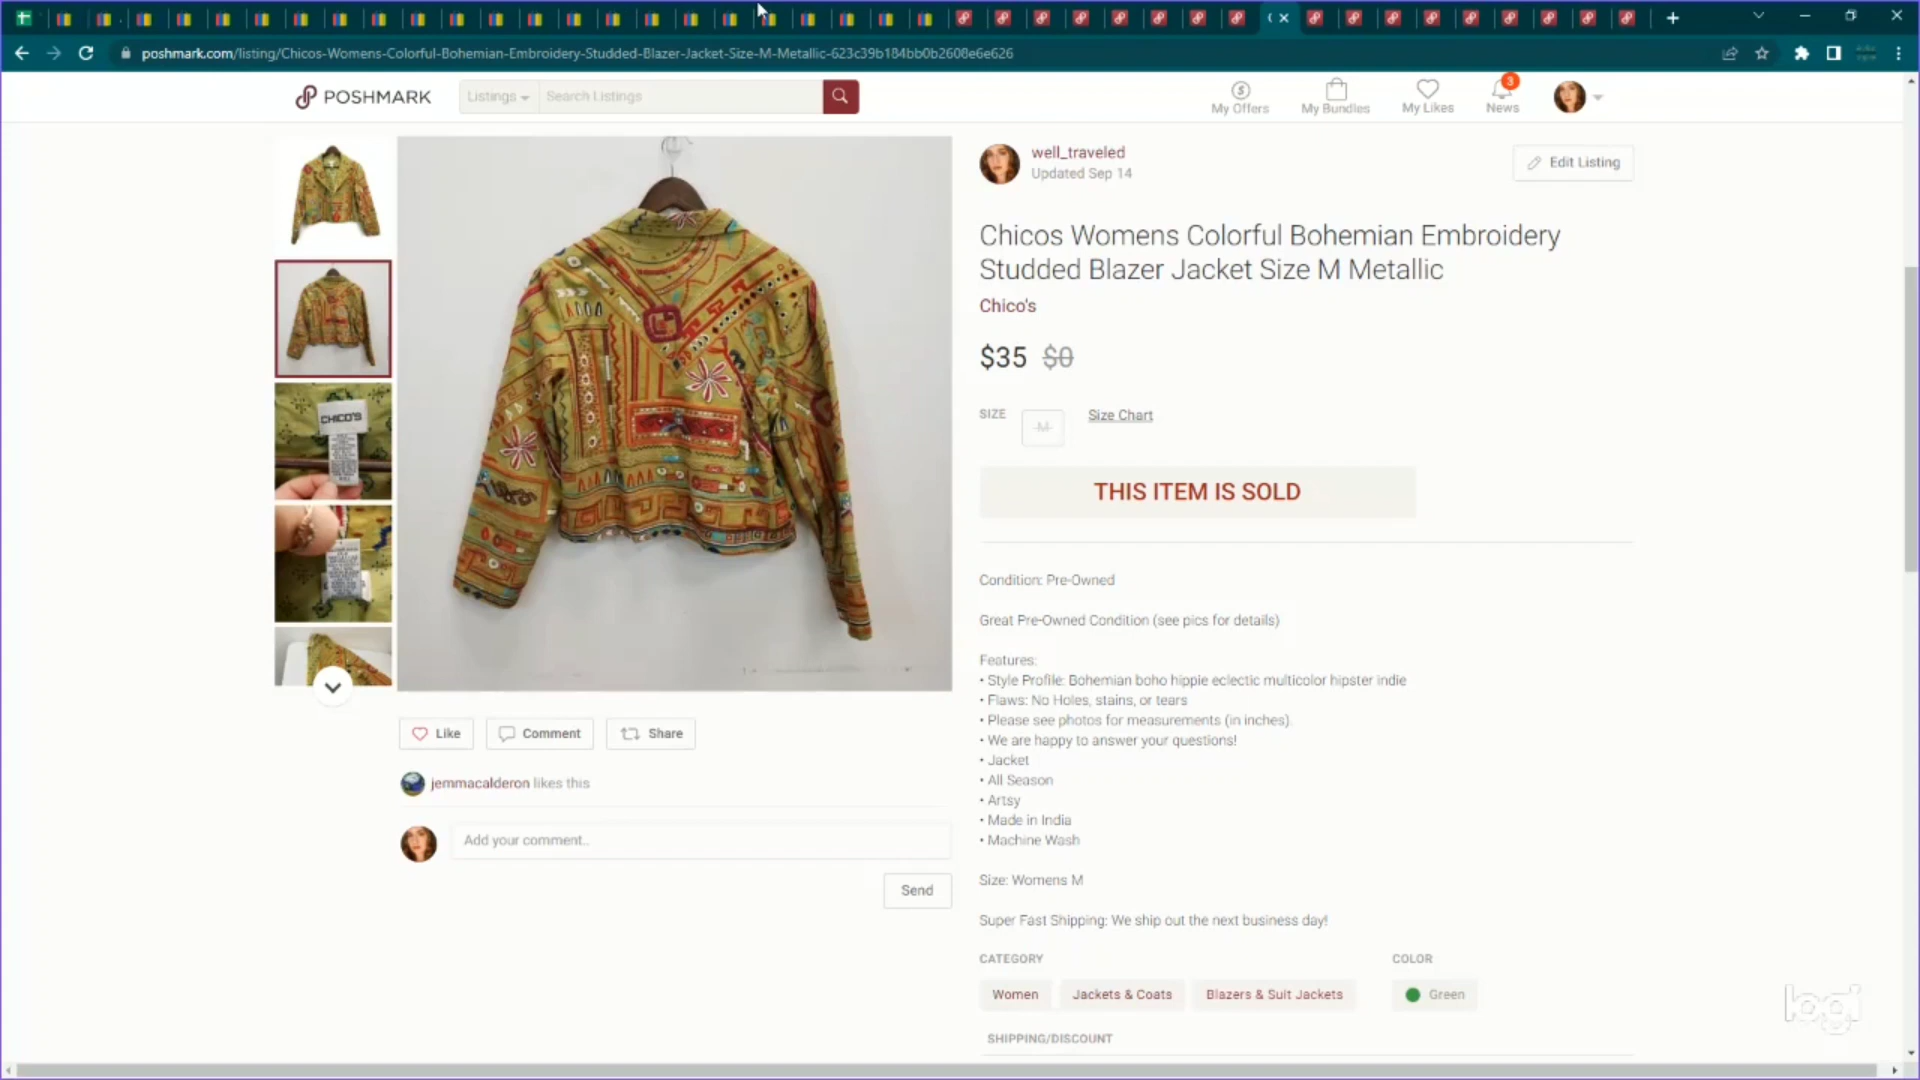 poshmark.com/listing/Chicos-Womens-Colorful-Bohemian-Embroidery-Studded-Blazer-Jacket-Size-M-Metallic-623c39b184bb0b2608e6e626
POSHMARK
Listings
Search Listings
My Offers
My Bundles
My Likes
3
News
well_traveled
Updated Sep 14
Edit Listing
Chicos Womens Colorful Bohemian Embroidery
Studded Blazer Jacket Size M Metallic
Chico's
$35 $0
SIZE
M
Size Chart
THIS ITEM IS SOLD
CHICO'S
Condition: Pre-Owned
Great Pre-Owned Condition (see pics for details)
Features:
• Style Profile: Bohemian boho hippie eclectic multicolor hipster indie
• Flaws: No Holes, stains, or tears
• Please see photos for measurements (in inches).
• We are happy to answer your questions!
• Jacket
• All Season
• Artsy
• Made in India
• Machine Wash
Size: Womens M
Super Fast Shipping: We ship out the next business day!
Like
Comment
Share
jemmacalderon likes this
Add your comment..
Send
CATEGORY
COLOR
Women
Jackets & Coats
Blazers & Suit Jackets
Green
SHIPPING/DISCOUNT
logi